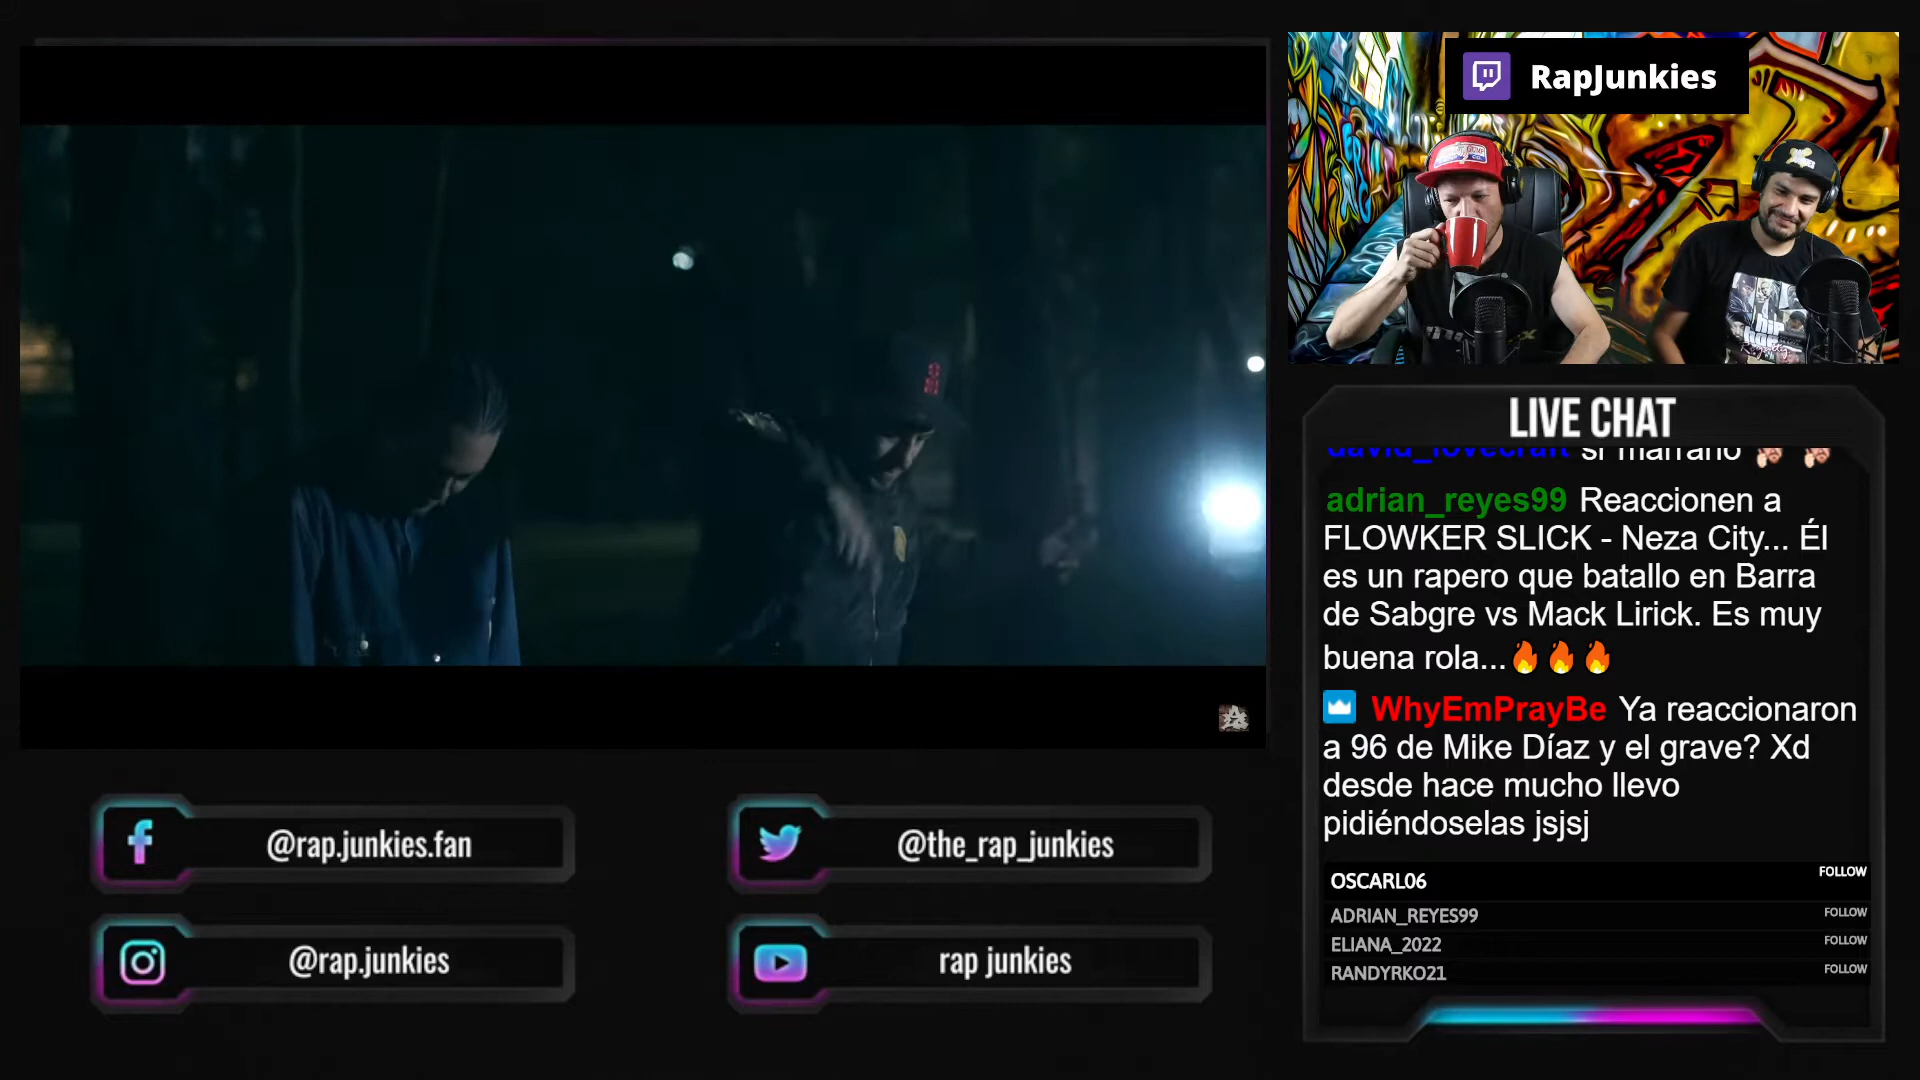 RapJunkies
LIVE CHAT
david_lovecraft si marrano
adrian_reyes99 Reaccionen a
FLOWKER SLICK - Neza City... Él
es un rapero que batallo en Barra
de Sabgre vs Mack Lirick. Es muy
buena rola...🔥🔥🔥
WhyEmPrayBe Ya reaccionaron
a 96 de Mike Díaz y el grave? Xd
desde hace mucho llevo
pidiéndoselas jsjsj
OSCARL06 FOLLOW
ADRIAN_REYES99 FOLLOW
ELIANA_2022 FOLLOW
RANDYRKO21 FOLLOW
@rap.junkies.fan
@the_rap_junkies
@rap.junkies
rap junkies